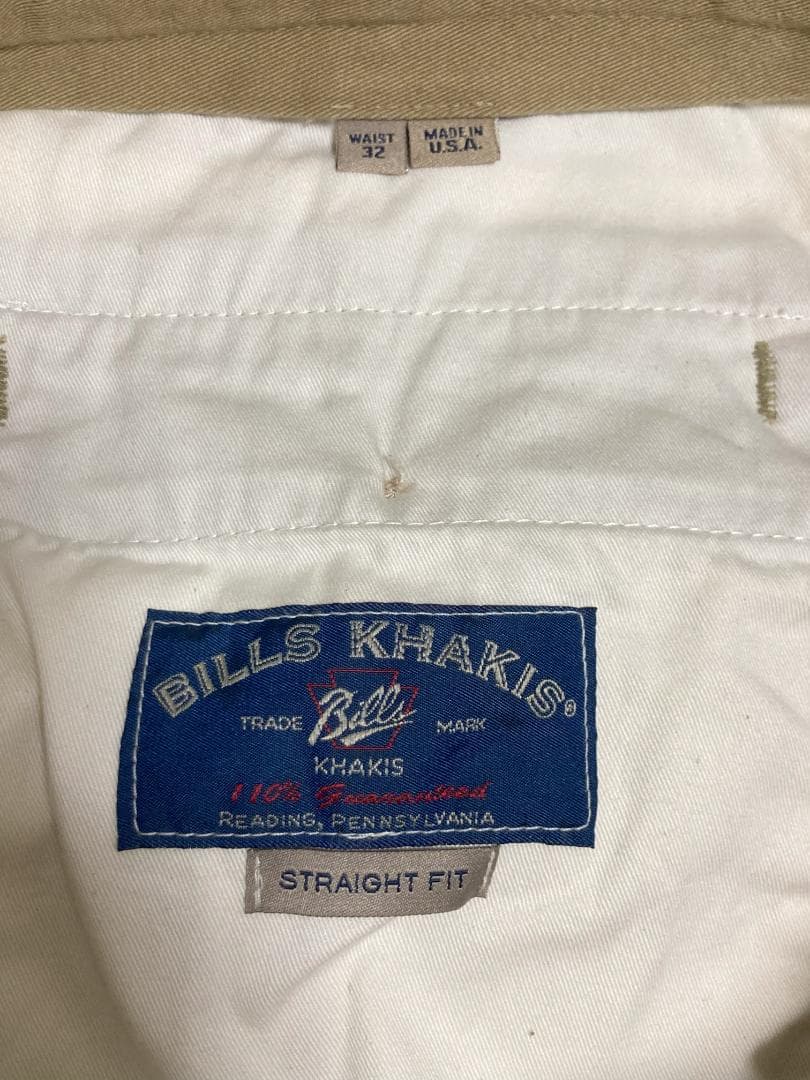 WAIST
32
MADE IN
U.S.A.
BILLS KHAKIS®
TRADE Bills MARK
KHAKIS
110% Guaranteed
READING, PENNSYLVANIA
STRAIGHT FIT